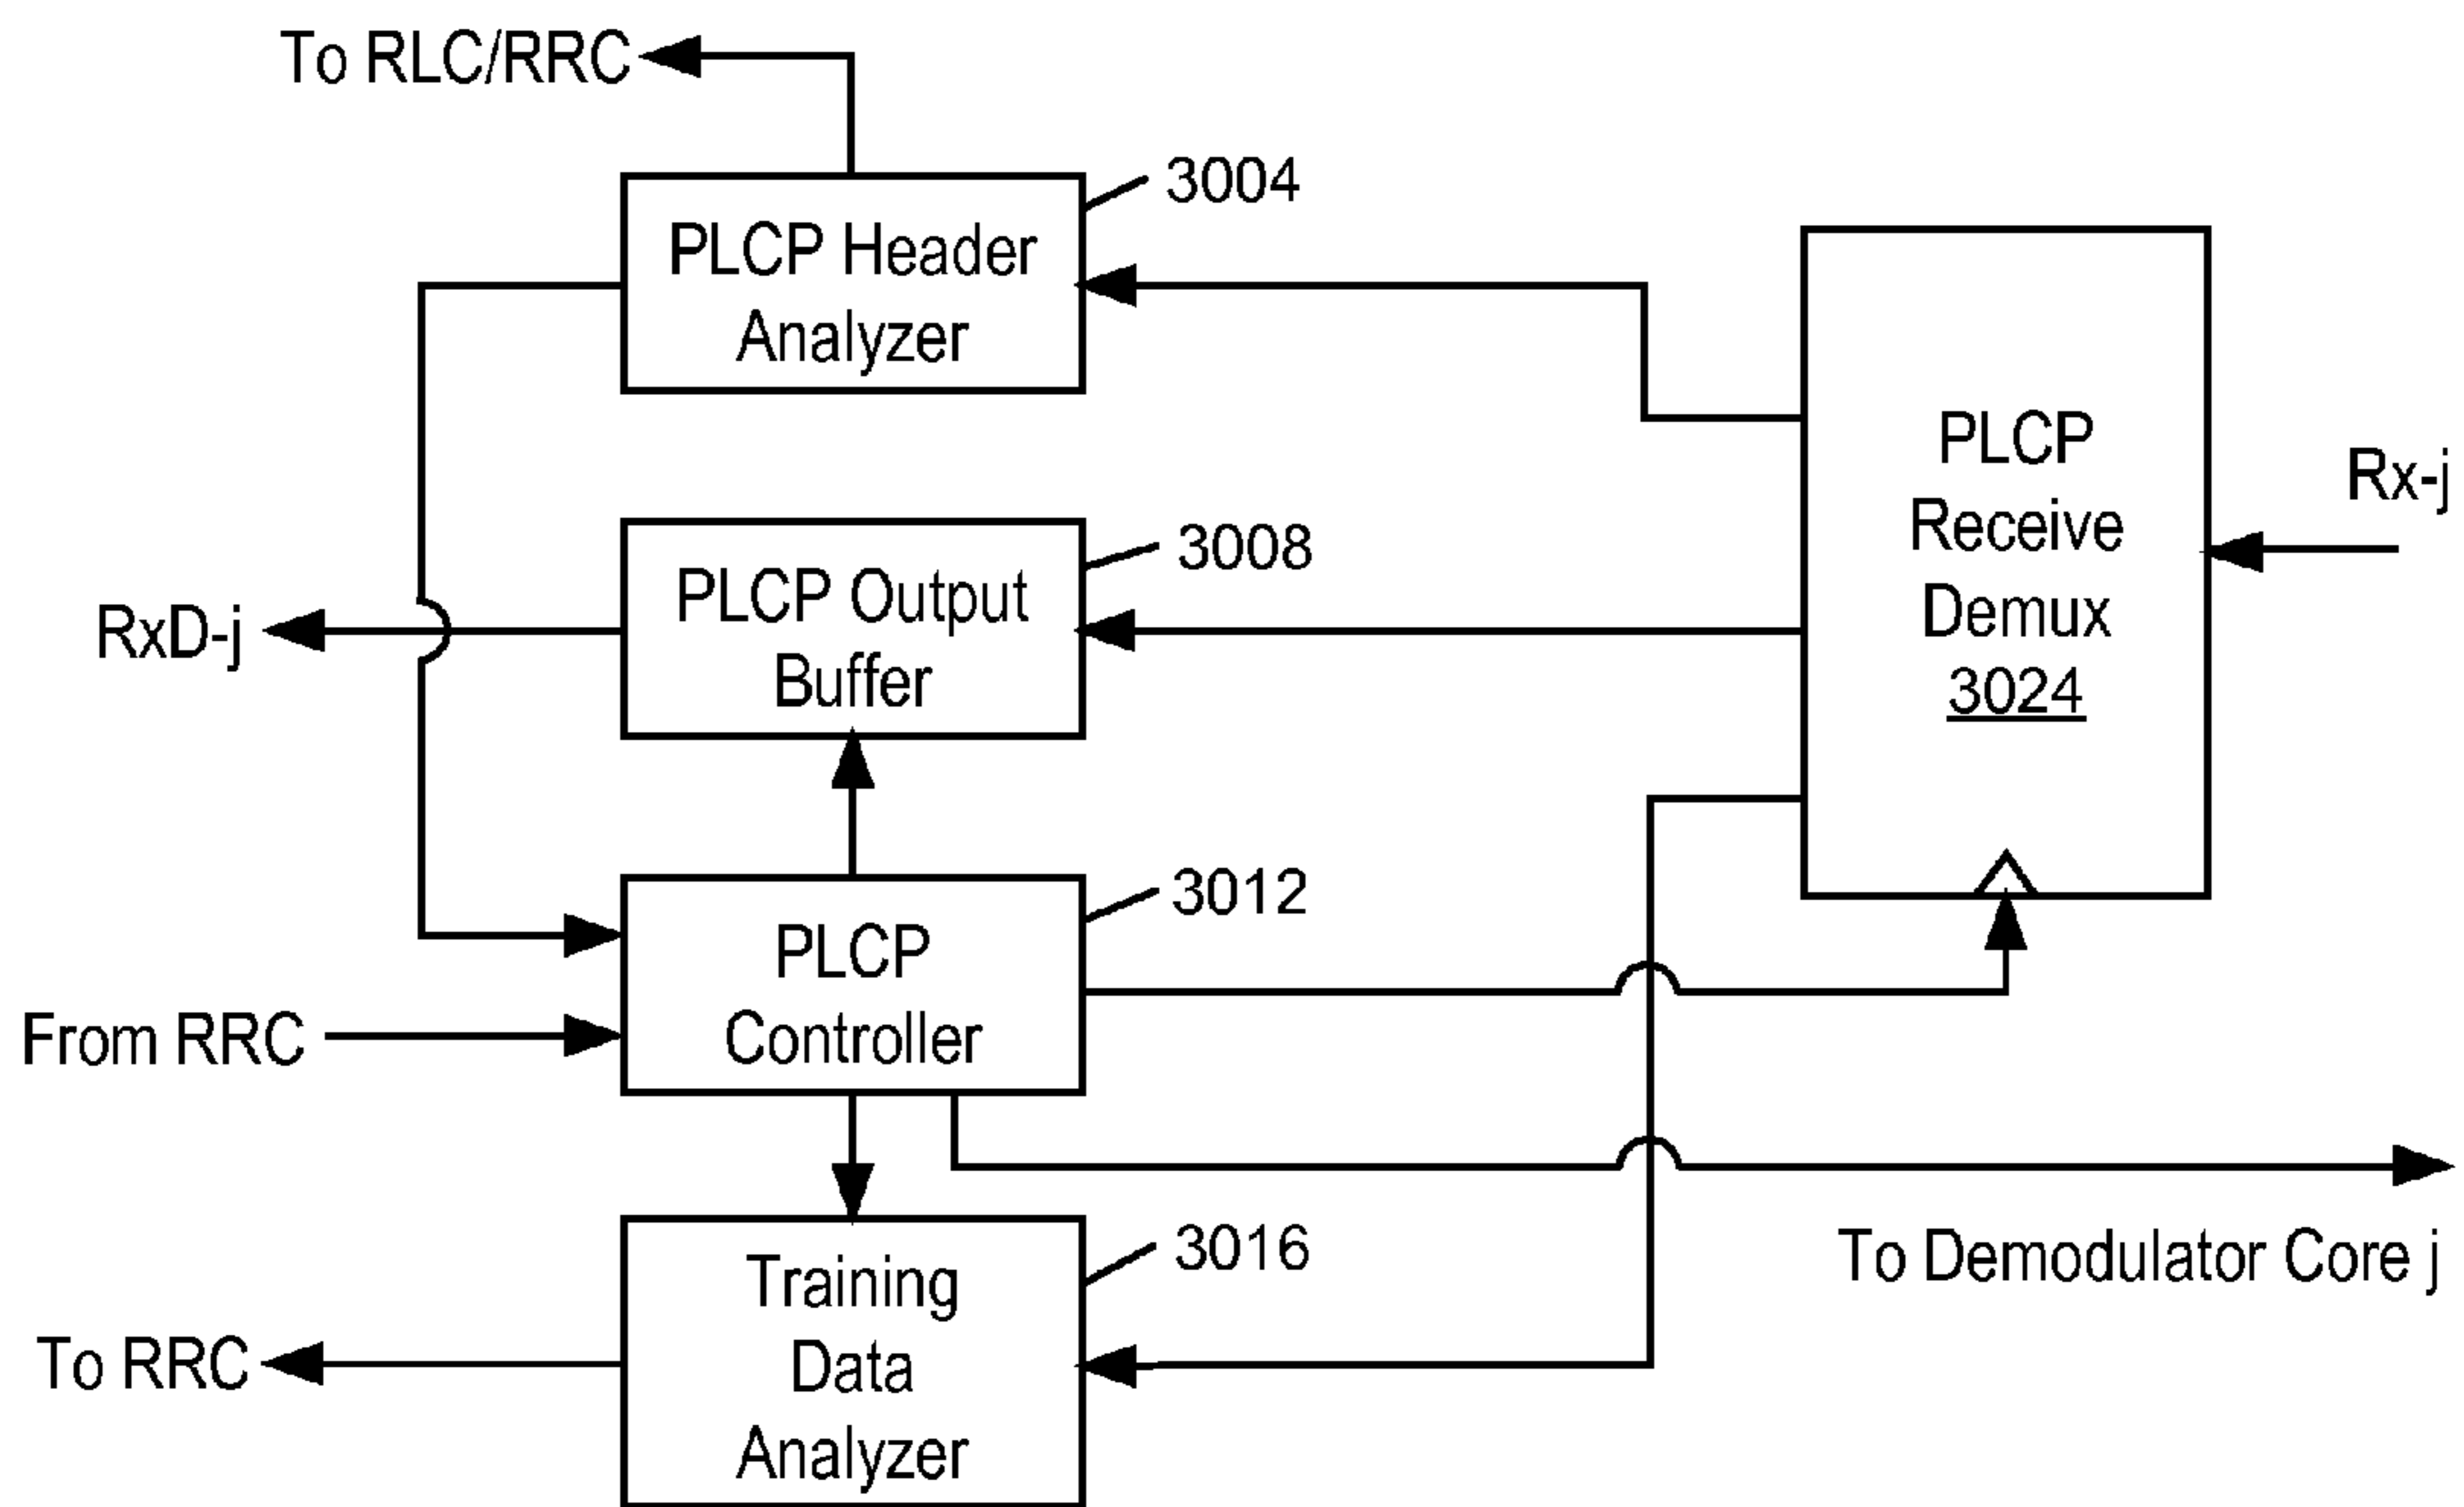 To RLC/RRC
3004
PLCP Header
Analyzer
PLCP
Receive
Demux
3024
Rx-j
3008
PLCP Output
Buffer
RxD-j
3012
PLCP
Controller
From RRC
To Demodulator Core j
3016
Training
Data
Analyzer
To RRC